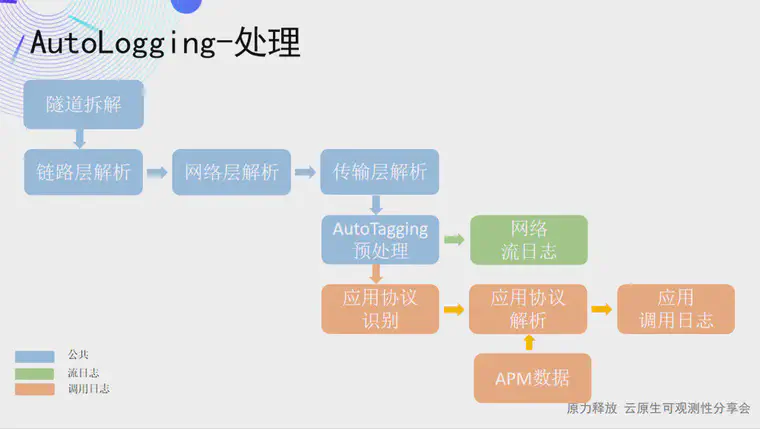 AutoLogging-处理
隧道拆解
链路层解析
网络层解析
传输层解析
AutoTagging
预处理
网络
流日志
应用协议
识别
应用协议
解析
应用
调用日志
APM数据
公共
流日志
调用日志
原力释放 云原生可观测性分享会